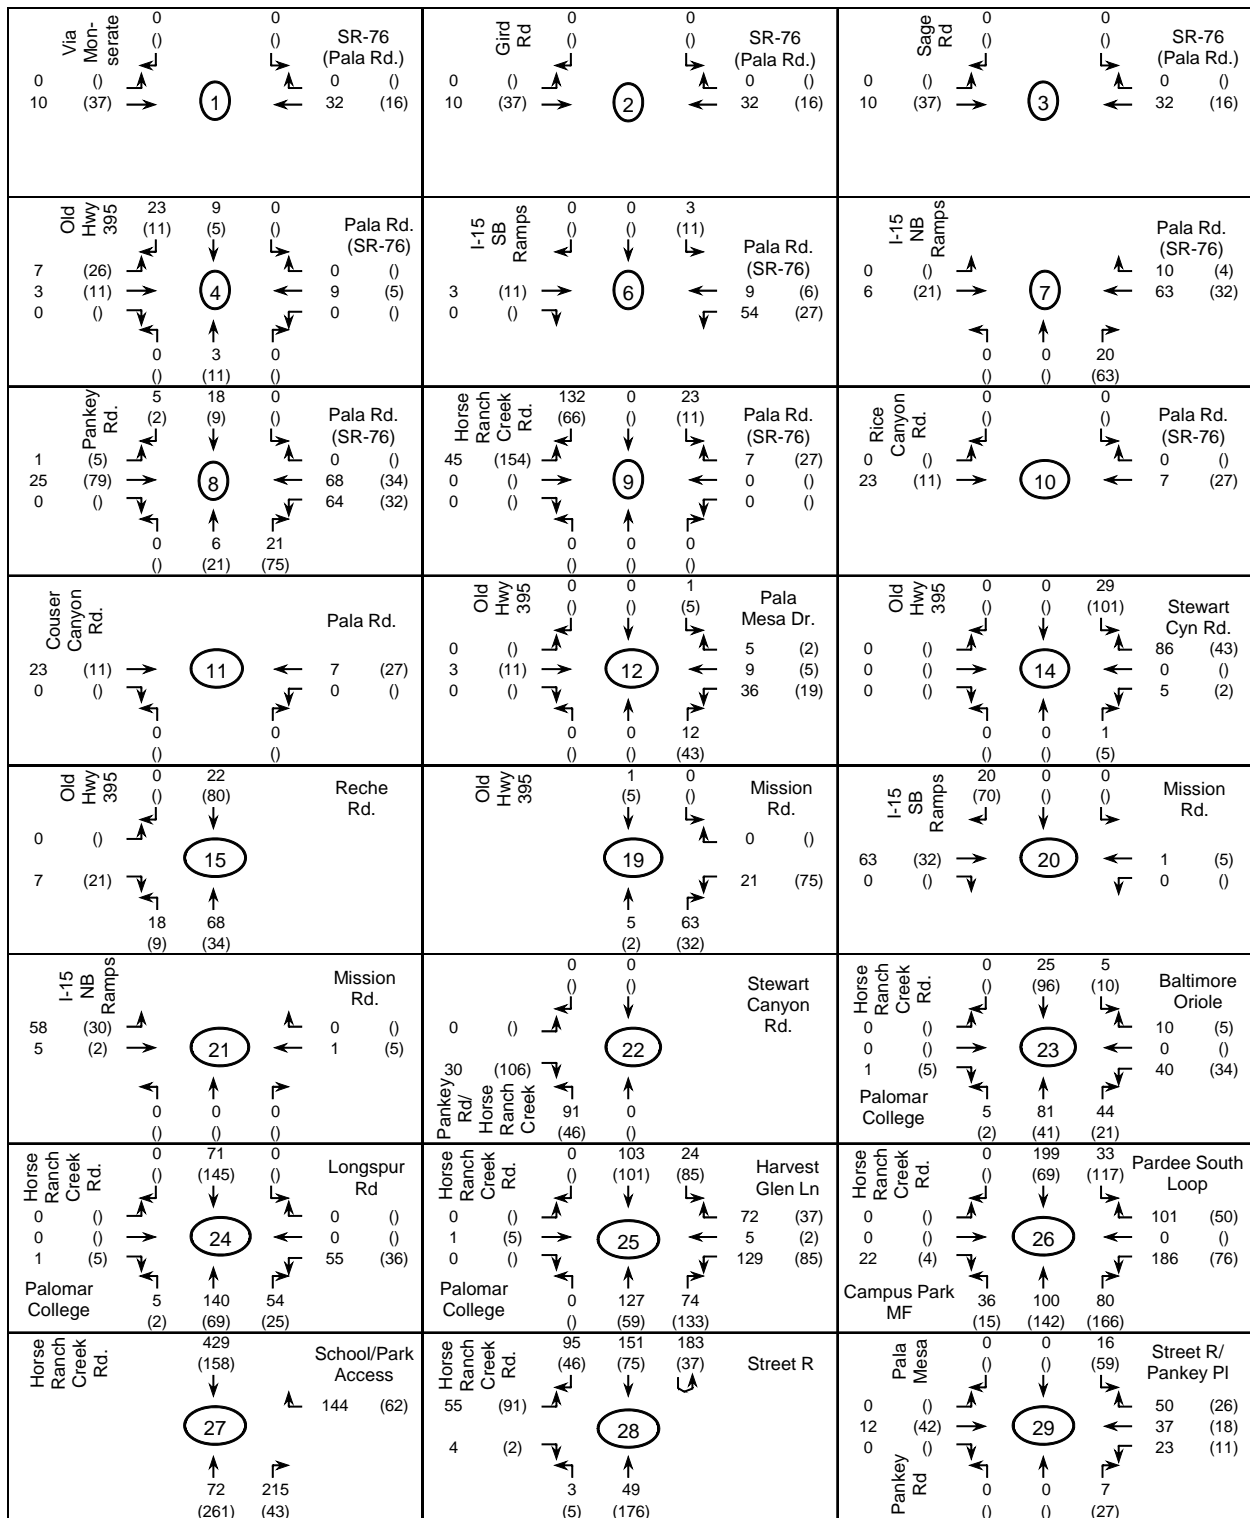 Via Mon-serate
0 0
() ()
SR-76
(Pala Rd.)
0 () 0 ()
10 (37) 1 32 (16)
Gird Rd
0 0
() ()
SR-76
(Pala Rd.)
0 () 0 ()
10 (37) 2 32 (16)
Sage Rd
0 0
() ()
SR-76
(Pala Rd.)
0 () 0 ()
10 (37) 3 32 (16)
Old Hwy 395
23 9 0
(11) (5) ()
Pala Rd.
(SR-76)
7 (26) 0 ()
3 (11) 4 9 (5)
0 () 0 ()
0 3 0
() (11) ()
I-15 SB Ramps
0 0 3
() () (11)
Pala Rd.
(SR-76)
3 (11) 6 9 (6)
0 () 54 (27)
I-15 NB Ramps
Pala Rd.
(SR-76)
0 () 10 (4)
6 (21) 7 63 (32)
0 0 20
() () (63)
Pankey Rd.
5 18 0
(2) (9) ()
Pala Rd.
(SR-76)
1 (5) 0 ()
25 (79) 8 68 (34)
0 () 64 (32)
0 6 21
() (21) (75)
Horse Ranch Creek Rd.
132 0 23
(66) () (11)
Pala Rd.
(SR-76)
45 (154) 7 (27)
0 () 9 0 ()
0 () 0 ()
0 0 0
() () ()
Rice Canyon Rd.
0 0
() ()
Pala Rd.
(SR-76)
0 () 0 ()
23 (11) 10 7 (27)
Couser Canyon Rd.
Pala Rd.
23 (11) 11 7 (27)
0 () 0 ()
0 0
() ()
Old Hwy 395
0 0 1
() () (5)
Pala
Mesa Dr.
0 () 5 (2)
3 (11) 12 9 (5)
0 () 36 (19)
0 0 12
() () (43)
Old Hwy 395
0 0 29
() () (101)
Stewart
Cyn Rd.
0 () 86 (43)
0 () 14 0 ()
0 () 5 (2)
0 0 1
() () (5)
Old Hwy 395
0 22
() (80)
Reche
Rd.
0 ()
15
7 (21)
18 68
(9) (34)
Old Hwy 395
1 0
(5) ()
Mission
Rd.
0 ()
19
21 (75)
5 63
(2) (32)
I-15 SB Ramps
20 0 0
(70) () ()
Mission
Rd.
63 (32) 20 1 (5)
0 () 0 ()
I-15 NB Ramps
Mission
Rd.
58 (30) 0 ()
5 (2) 21 1 (5)
0 0 0
() () ()
0 0
() ()
Stewart
Canyon
Rd.
0 ()
22
30 (106)
Pankey Rd/ Horse Ranch Creek
91 0
(46) ()
Horse Ranch Creek Rd.
0 25 5
() (96) (10)
Baltimore
Oriole
0 () 10 (5)
0 () 23 0 ()
1 (5) 40 (34)
Palomar
College
5 81 44
(2) (41) (21)
Horse Ranch Creek Rd.
0 71 0
() (145) ()
Longspur
Rd
0 () 0 ()
0 () 24 0 ()
1 (5) 55 (36)
Palomar
College
5 140 54
(2) (69) (25)
Horse Ranch Creek Rd.
0 103 24
() (101) (85)
Harvest
Glen Ln
0 () 72 (37)
1 (5) 25 5 (2)
0 () 129 (85)
Palomar
College
0 127 74
() (59) (133)
Horse Ranch Creek Rd.
0 199 33
() (69) (117)
Pardee South
Loop
0 () 101 (50)
0 () 26 0 ()
22 (4) 186 (76)
Campus Park
MF
36 100 80
(15) (142) (166)
Horse Ranch Creek Rd.
429
(158)
School/Park
Access
144 (62)
27
72 215
(261) (43)
Horse Ranch Creek Rd.
95 151 183
(46) (75) (37)
Street R
55 (91)
28
4 (2)
3 49
(5) (176)
Pala Mesa
0 0 16
() () (59)
Street R/
Pankey Pl
0 () 50 (26)
12 (42) 29 37 (18)
0 () 23 (11)
Pankey Rd
0 0 7
() () (27)